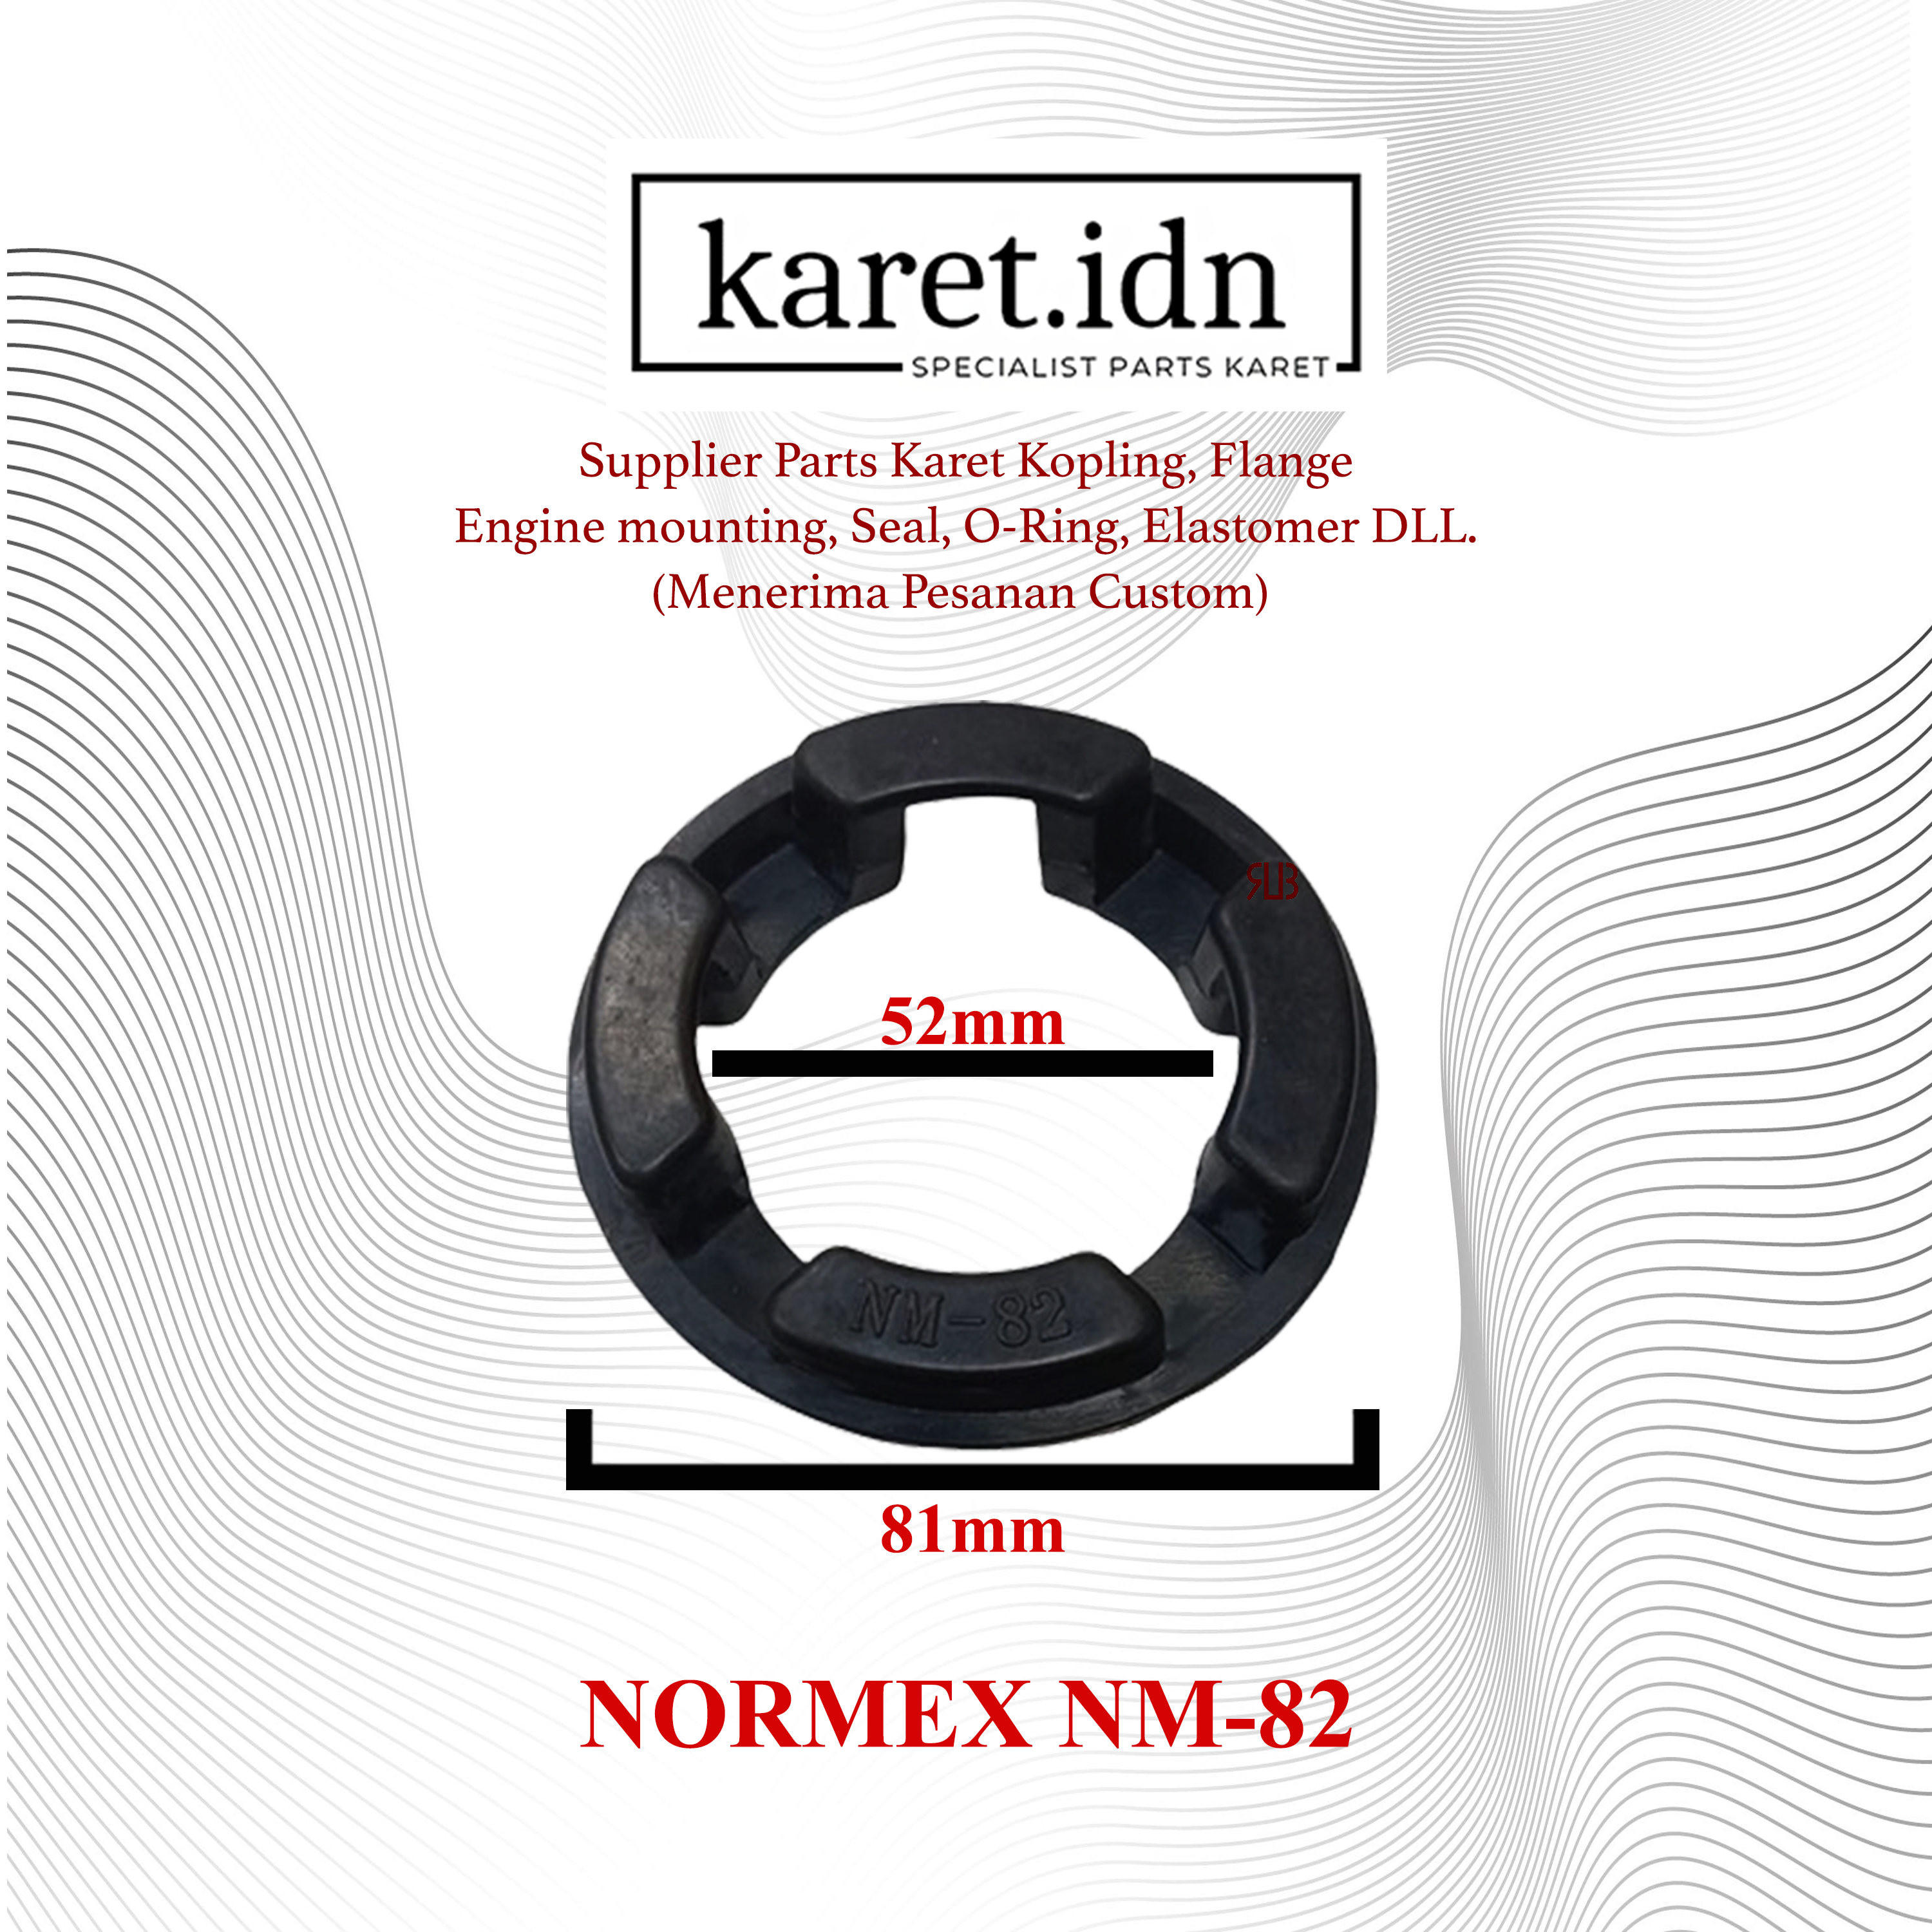 karet.idn
SPECIALIST PARTS KARET
Supplier Parts Karet Kopling, Flange
Engine mounting, Seal, O-Ring, Elastomer DLL.
(Menerima Pesanan Custom)
52mm
NM-82
81mm
NORMEX NM-82